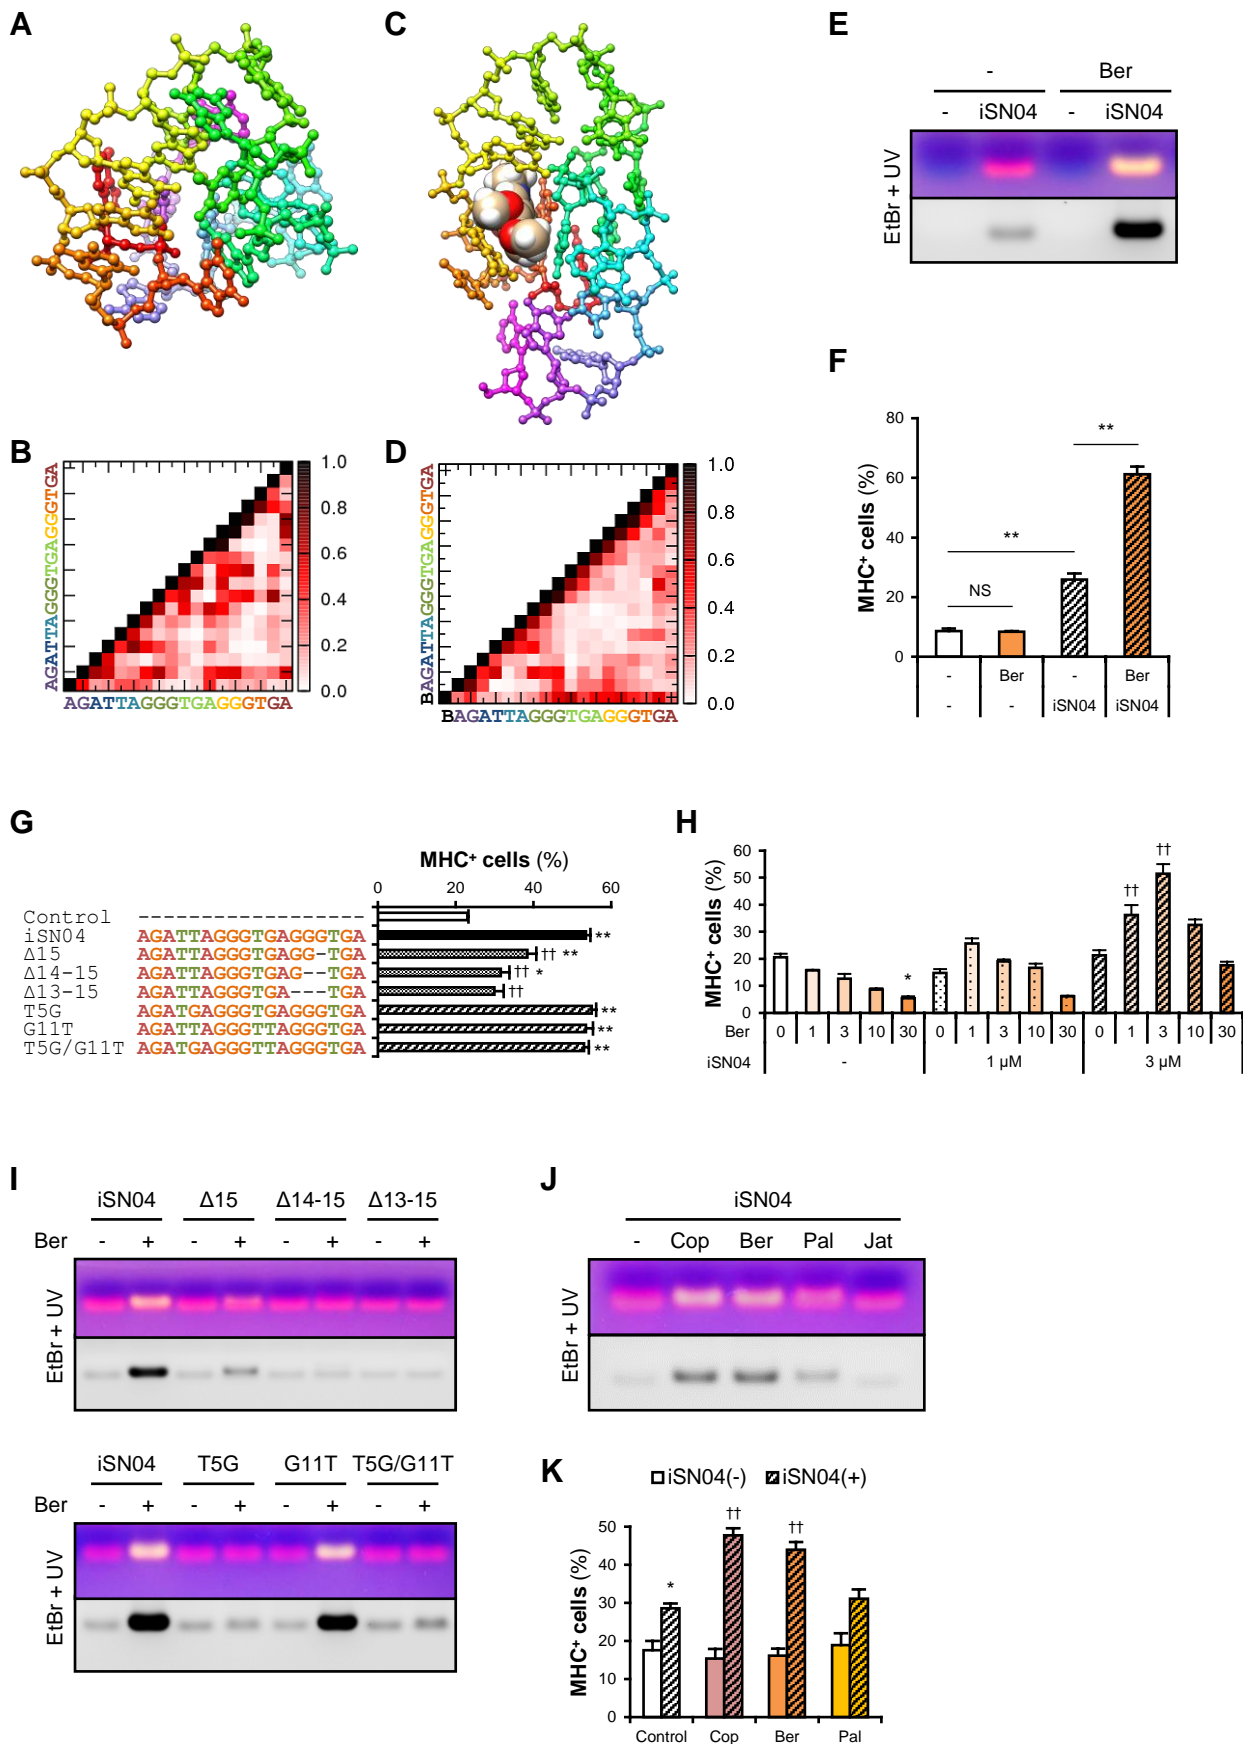 A
C
E
-
Ber
-
iSN04
-
iSN04
EtBr + UV
F
80
60
40
20
0
MHC⁺ cells (%)
**
**
NS
-
Ber
-
Ber
-
-
iSN04
iSN04
B
AGATTAGGGTGAGGGTGA
1.0
0.8
0.6
0.4
0.2
0.0
AGATTAGGGTGAGGGTGA
D
BAGATTAGGGTGAGGGTGA
1.0
0.8
0.6
0.4
0.2
0.0
BAGATTAGGGTGAGGGTGA
G
MHC⁺ cells (%)
0 20 40 60
Control ------------------
iSN04 AGATTAGGGTGAGGGTGA **
Δ15 AGATTAGGGTGAGG-TGA †† **
Δ14-15 AGATTAGGGTGAG--TGA †† *
Δ13-15 AGATTAGGGTGA---TGA ††
T5G AGATGAGGGTGAGGGTGA **
G11T AGATTAGGGTTAGGGTGA **
T5G/G11T AGATGAGGGTTAGGGTGA **
H
60
50
40
30
20
10
0
MHC⁺ cells (%)
*
††
††
Ber 0 1 3 10 30 0 1 3 10 30 0 1 3 10 30
iSN04 - 1 µM 3 µM
I
iSN04 Δ15 Δ14-15 Δ13-15
Ber - + - + - + - +
EtBr + UV
iSN04 T5G G11T T5G/G11T
Ber - + - + - + - +
EtBr + UV
J
iSN04
- Cop Ber Pal Jat
EtBr + UV
K
iSN04(-) iSN04(+)
50
40
30
20
10
0
MHC⁺ cells (%)
*
††
††
Control Cop Ber Pal